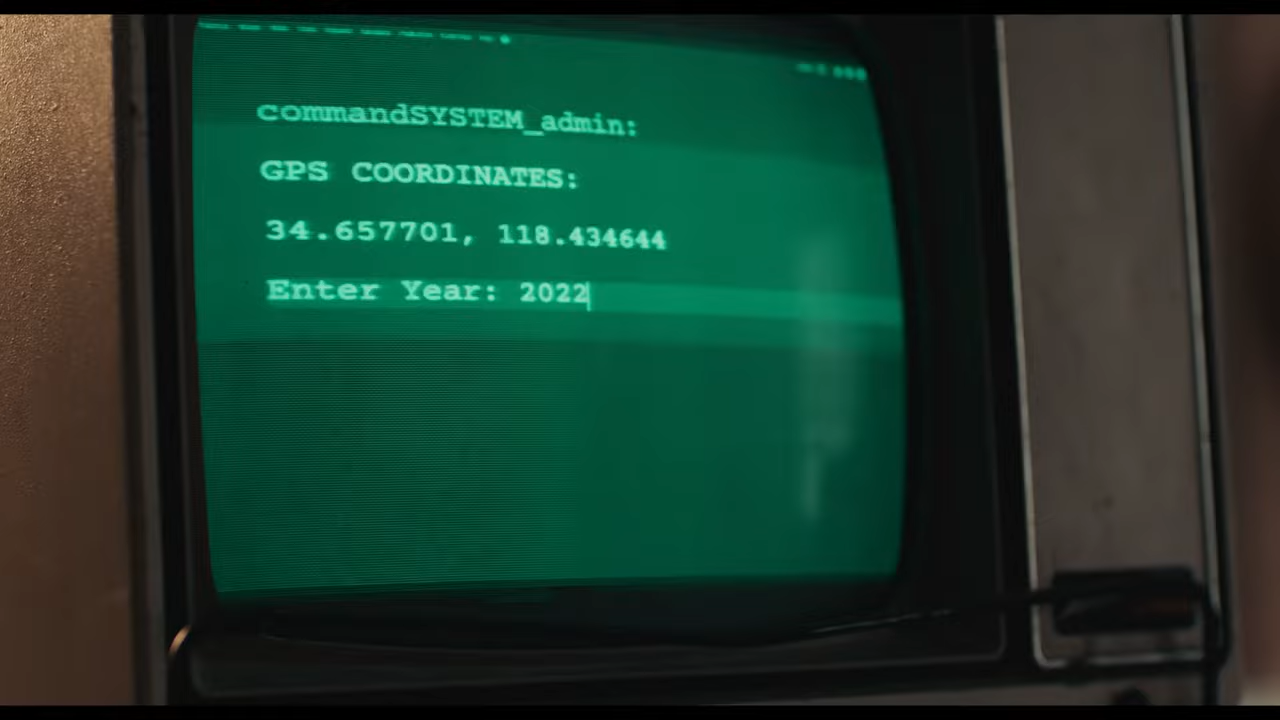 commandSYSTEM_admin:
GPS COORDINATES:
34.657701, 118.434644
Enter Year: 2022